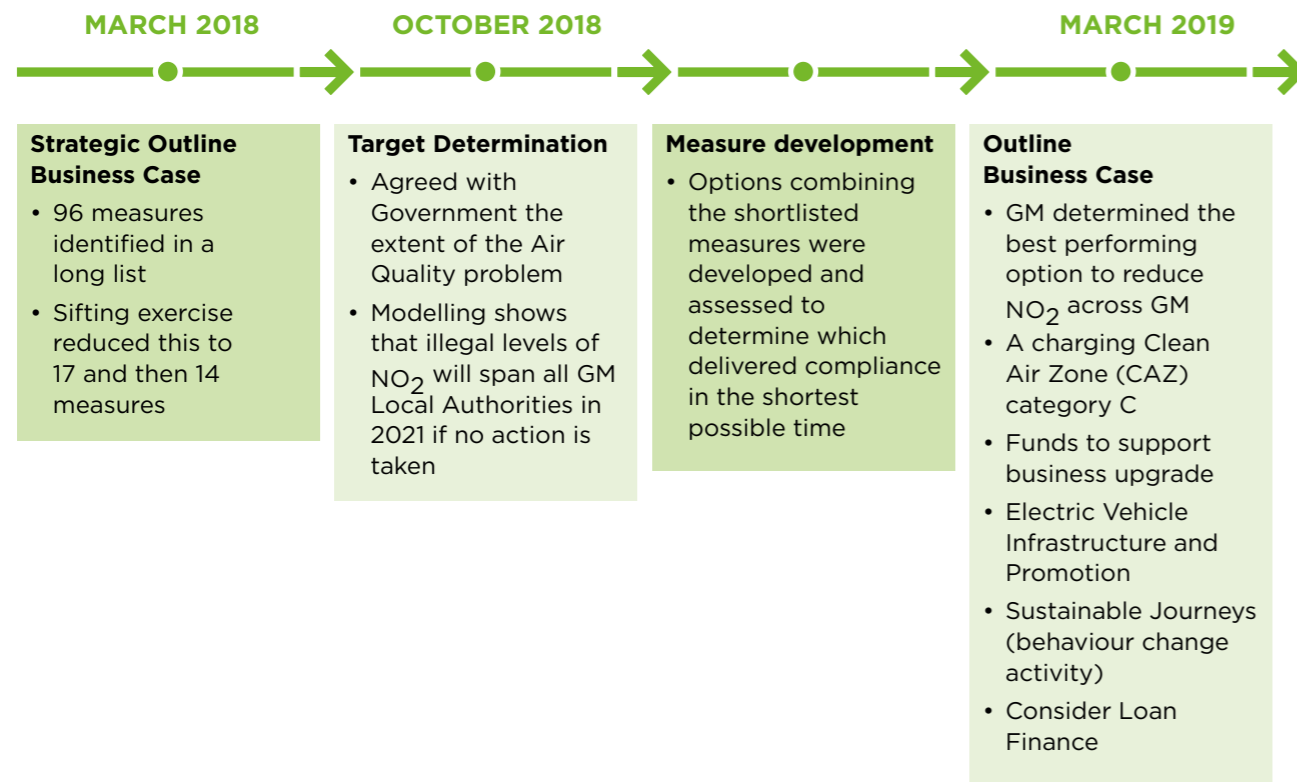 MARCH 2018
OCTOBER 2018
MARCH 2019
Strategic Outline
Business Case
• 96 measures
identified in a
long list
• Sifting exercise
reduced this to
17 and then 14
measures
Target Determination
• Agreed with
Government the
extent of the Air
Quality problem
• Modelling shows
that illegal levels of
NO2 will span all GM
Local Authorities in
2021 if no action is
taken
Measure development
• Options combining
the shortlisted
measures were
developed and
assessed to
determine which
delivered compliance
in the shortest
possible time
Outline
Business Case
• GM determined the
best performing
option to reduce
NO2 across GM
• A charging Clean
Air Zone (CAZ)
category C
• Funds to support
business upgrade
• Electric Vehicle
Infrastructure and
Promotion
• Sustainable Journeys
(behaviour change
activity)
• Consider Loan
Finance